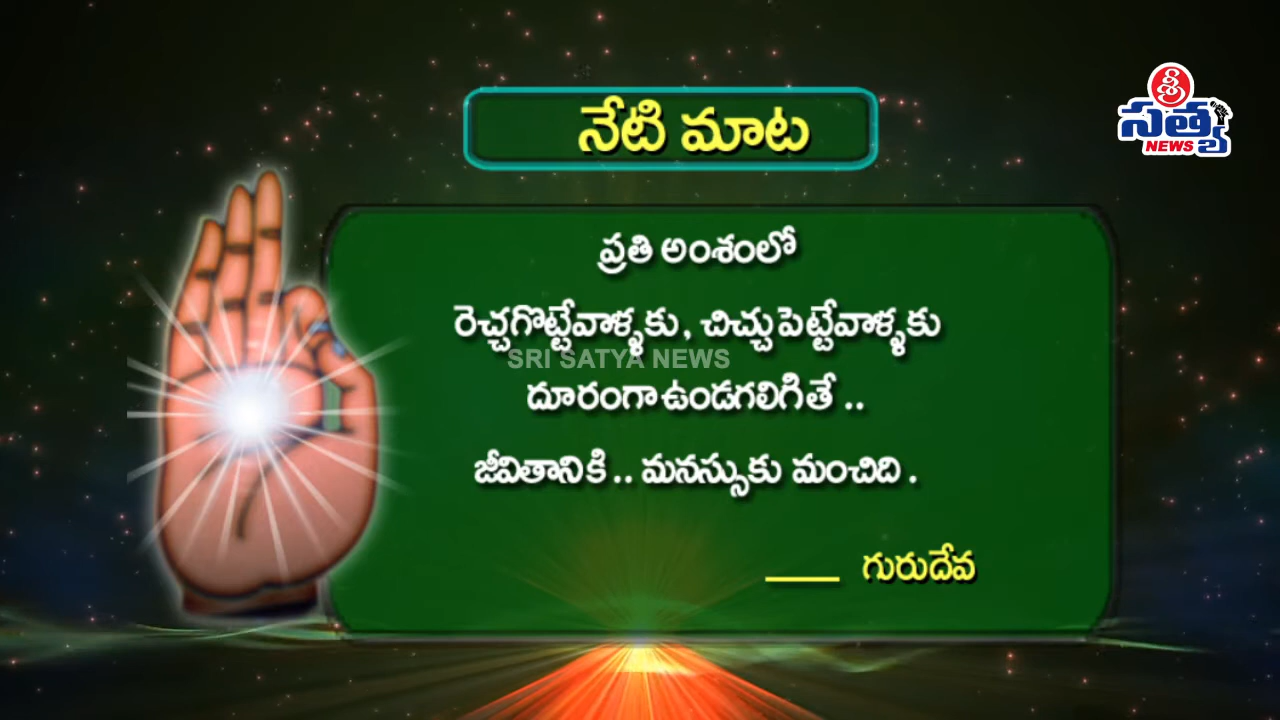 నేటి మాట
శ్రీ
సత్య
NEWS
ప్రతి అంశంలో
రెచ్చగొట్టేవాళ్ళకు, చిచ్చుపెట్టేవాళ్ళకు
SRI SATYA NEWS
దూరంగా ఉండగలిగితే ..
జీవితానికి .. మనస్సుకు మంచిది .
____ గురుదేవ